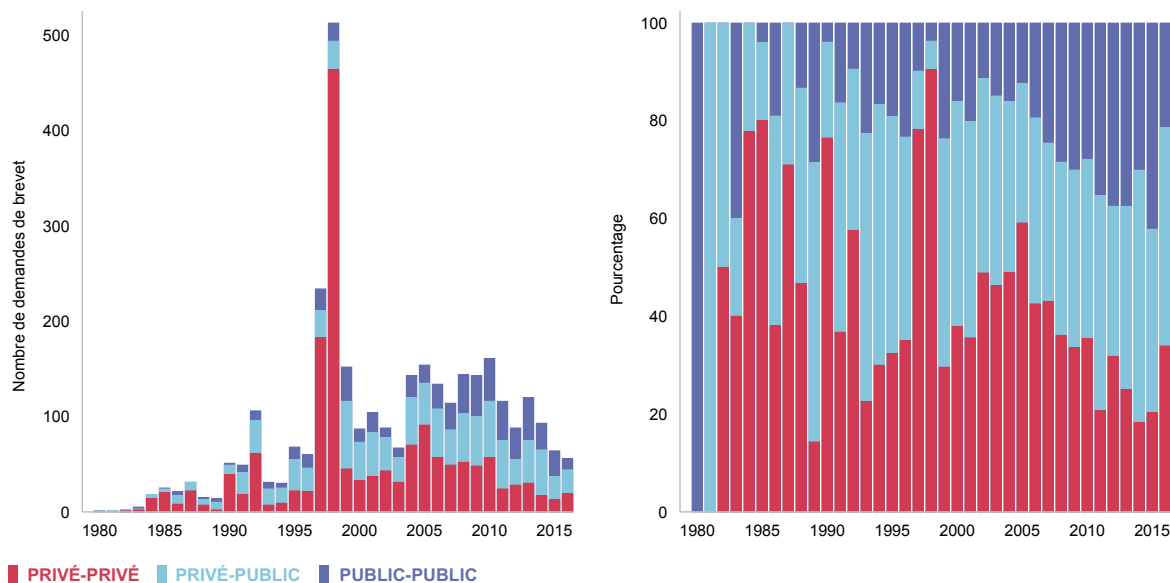 Nombre de demandes de brevet
500
400
300
200
100
0
1980 1985 1990 1995 2000 2005 2010 2015
Pourcentage
100
80
60
40
20
0
1980 1985 1990 1995 2000 2005 2010 2015
PRIVÉ-PRIVÉ PRIVÉ-PUBLIC PUBLIC-PUBLIC